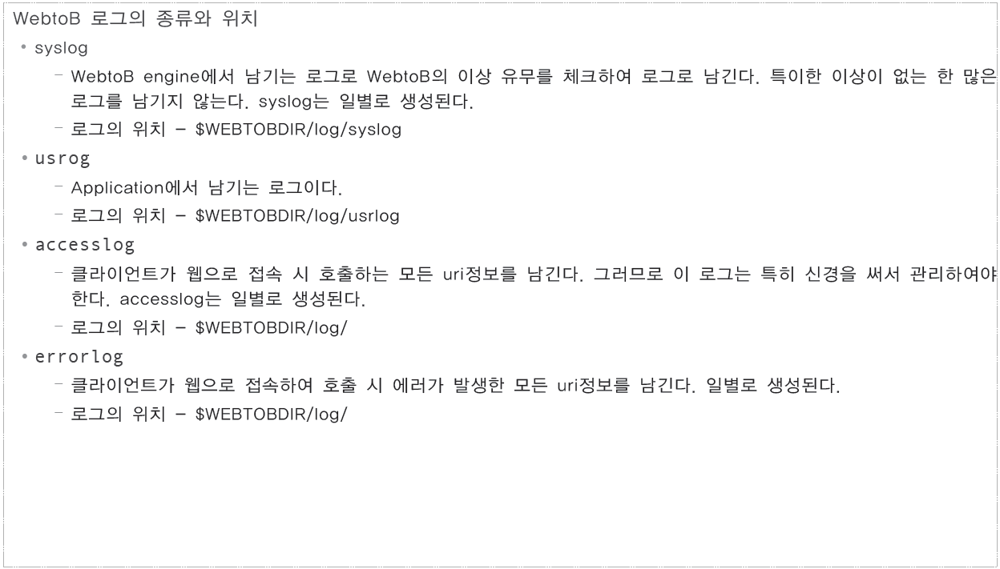 WebtoB 로그의 종류와 위치
• syslog
– WebtoB engine에서 남기는 로그로 WebtoB의 이상 유무를 체크하여 로그로 남긴다. 특이한 이상이 없는 한 많은
로그를 남기지 않는다. syslog는 일별로 생성된다.
– 로그의 위치 – $WEBTOBDIR/log/syslog
• usrog
– Application에서 남기는 로그이다.
– 로그의 위치 – $WEBTOBDIR/log/usrlog
• accesslog
– 클라이언트가 웹으로 접속 시 호출하는 모든 uri정보를 남긴다. 그러므로 이 로그는 특히 신경을 써서 관리하여야
한다. accesslog는 일별로 생성된다.
– 로그의 위치 – $WEBTOBDIR/log/
• errorlog
– 클라이언트가 웹으로 접속하여 호출 시 에러가 발생한 모든 uri정보를 남긴다. 일별로 생성된다.
– 로그의 위치 – $WEBTOBDIR/log/